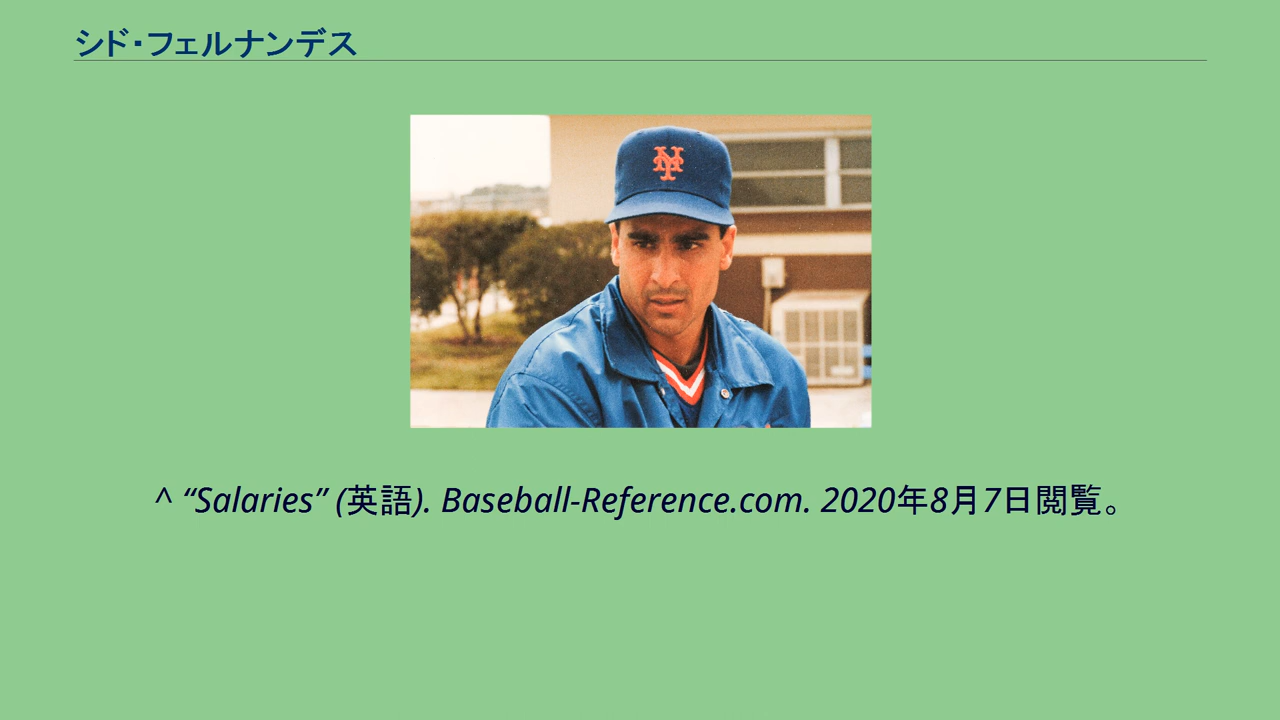 シド・フェルナンデス
NY
^ “Salaries” (英語). Baseball-Reference.com. 2020年8月7日閲覧。